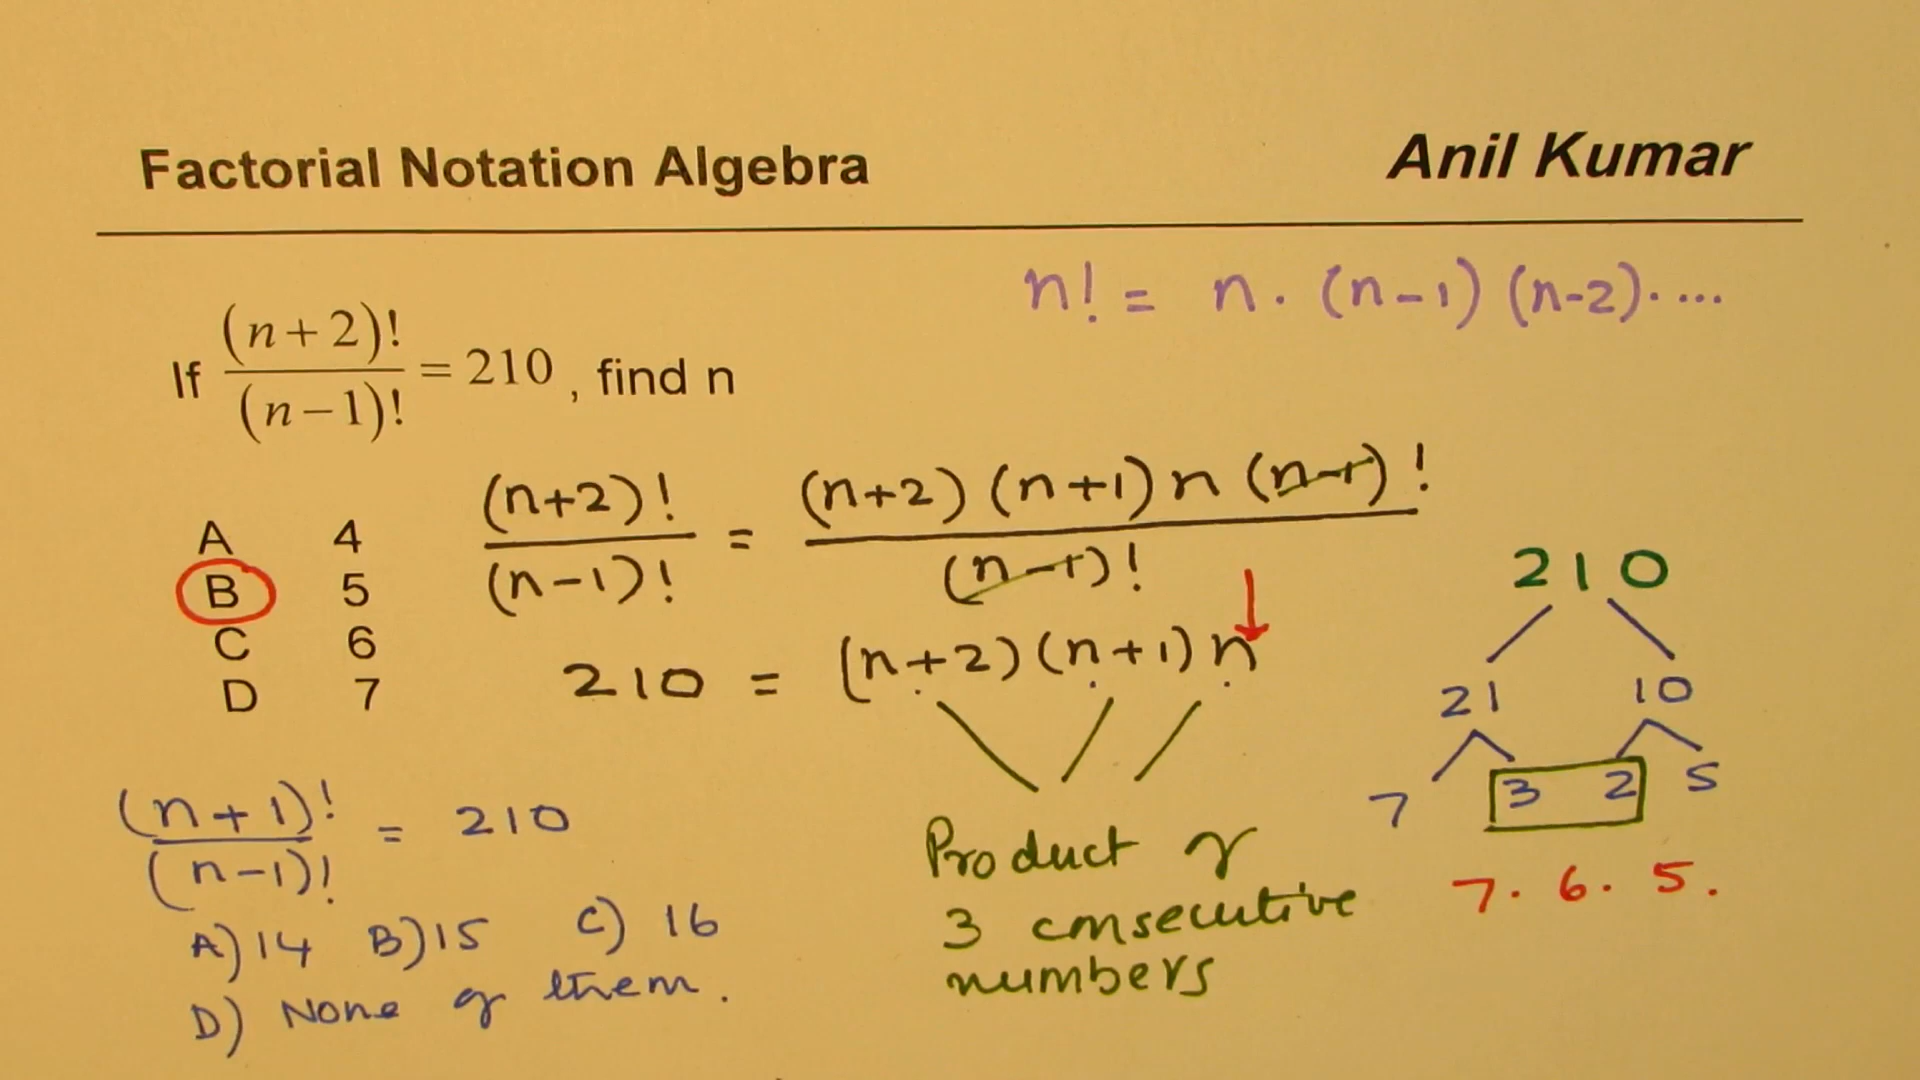 Factorial Notation Algebra
Anil Kumar
n! = n · (n-1) (n-2)· ...
If (n+2)! / (n-1)! = 210 , find n
A 4
B 5
C 6
D 7
(n+2)! / (n-1)! = (n+2) (n+1) n (n-1)! / (n-1)!
210 = (n+2) (n+1) n
Product of
3 consecutive
numbers
210
21 10
7 3 2 5
7. 6. 5.
(n+1)! / (n-1)! = 210
A) 14 B) 15 C) 16
D) None of them.